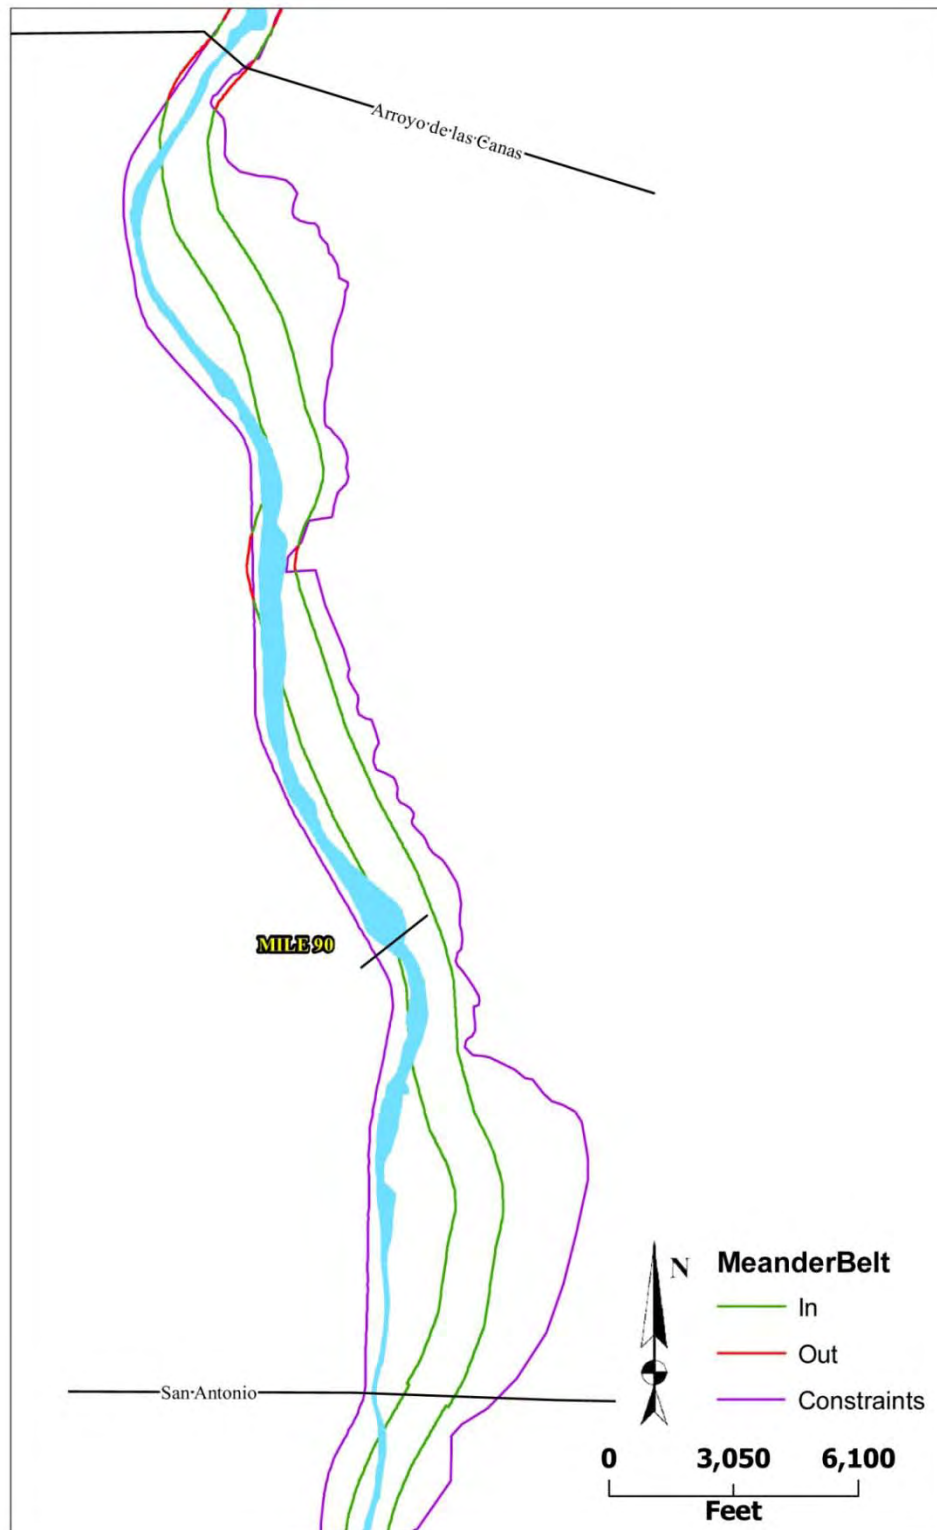 Arroyo·de·las·Canas
MILE 90
San·Antonio
N
MeanderBelt
In
Out
Constraints
0 3,050 6,100
Feet